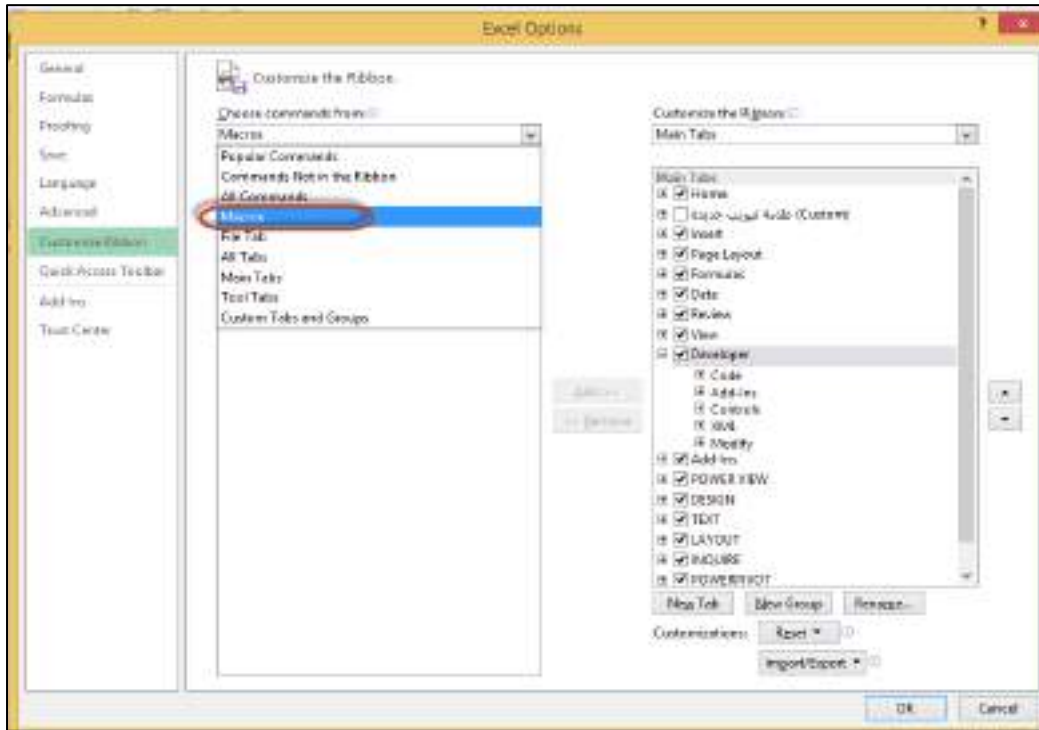 Excel Options
?
General
Formulas
Proofing
Save
Language
Advanced
Customize Ribbon
Quick Access Toolbar
Add-Ins
Trust Center
Customize the Ribbon.
Choose commands from:
Macros
Popular Commands
Commands Not in the Ribbon
All Commands
Macros
File Tab
All Tabs
Main Tabs
Tool Tabs
Custom Tabs and Groups
Add >>
<< Remove
Customize the Ribbon:
Main Tabs
Main Tabs
Home
جديدة (Custom)
Insert
Page Layout
Formulas
Data
Review
View
Developer
Code
Add-Ins
Controls
XML
Modify
Add-Ins
POWER VIEW
DESIGN
TEXT
LAYOUT
INQUIRE
POWERPIVOT
New Tab
New Group
Rename...
Customizations:
Reset
Import/Export
OK
Cancel